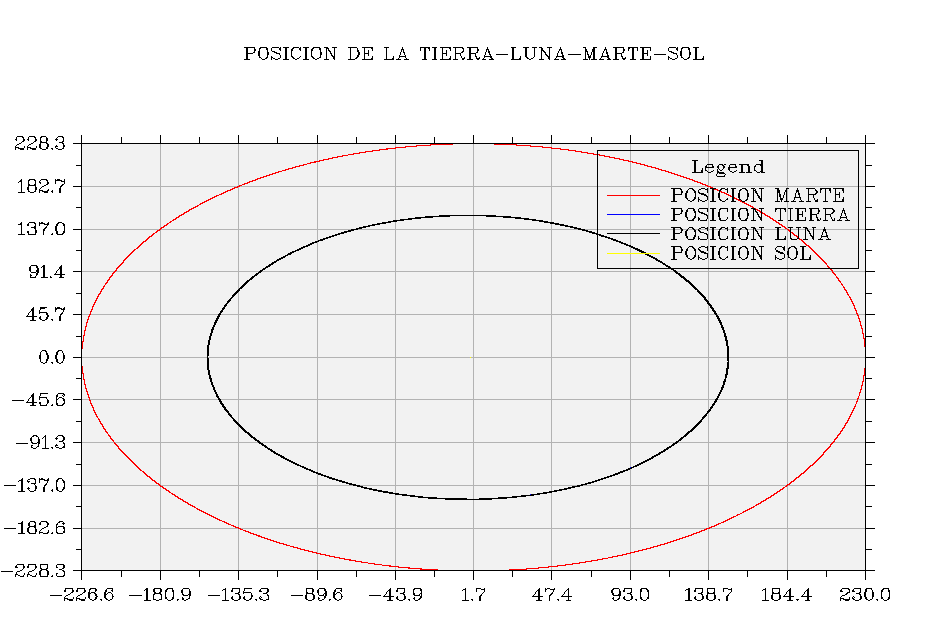 POSICION DE LA TIERRA-LUNA-MARTE-SOL
Legend
POSICION MARTE
POSICION TIERRA
POSICION LUNA
POSICION SOL
228.3
182.7
137.0
91.4
45.7
0.0
-45.6
-91.3
-137.0
-182.6
-228.3
-226.6 -180.9 -135.3 -89.6 -43.9 1.7 47.4 93.0 138.7 184.4 230.0